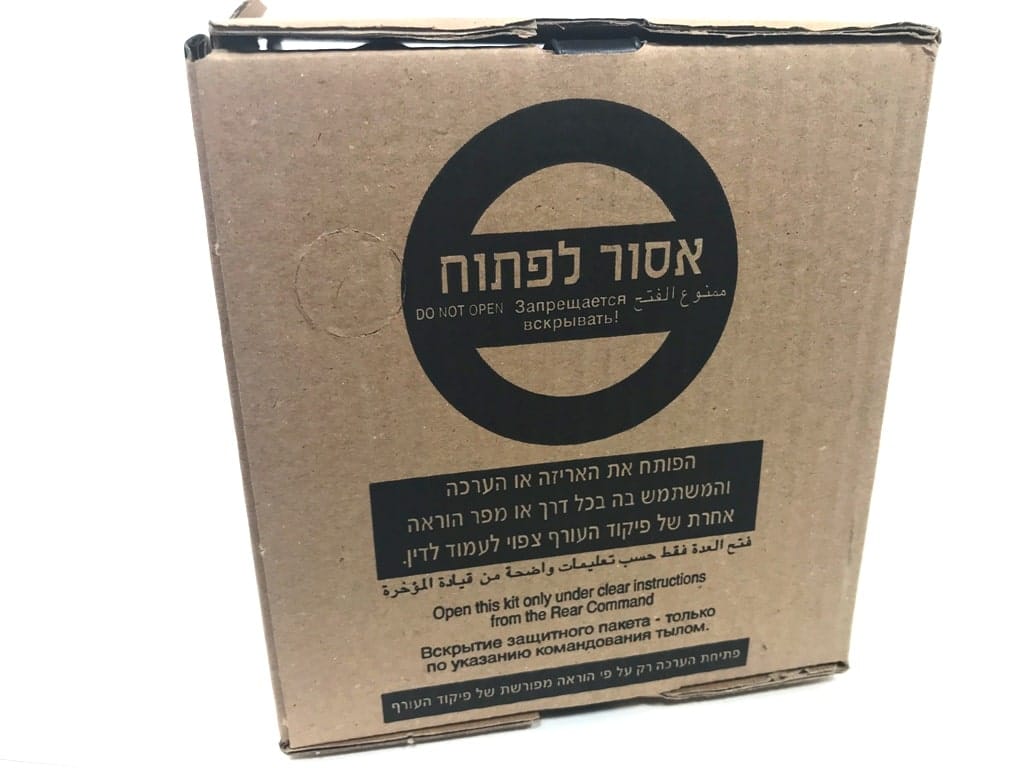 אסור לפתוח
DO NOT OPEN Запрещается вскрывать! ممنوع الفتح
הפותח את האריזה או הערכה
והמשתמש בה בכל דרך או מפר הוראה
אחרת של פיקוד העורף צפוי לעמוד לדין.
فتح العدة فقط حسب تعليمات واضحة من قيادة المؤخرة
Open this kit only under clear instructions
from the Rear Command
Вскрытие защитного пакета - только
по указанию командования тылом.
פתיחת הערכה רק על פי הוראה מפורשת של פיקוד העורף